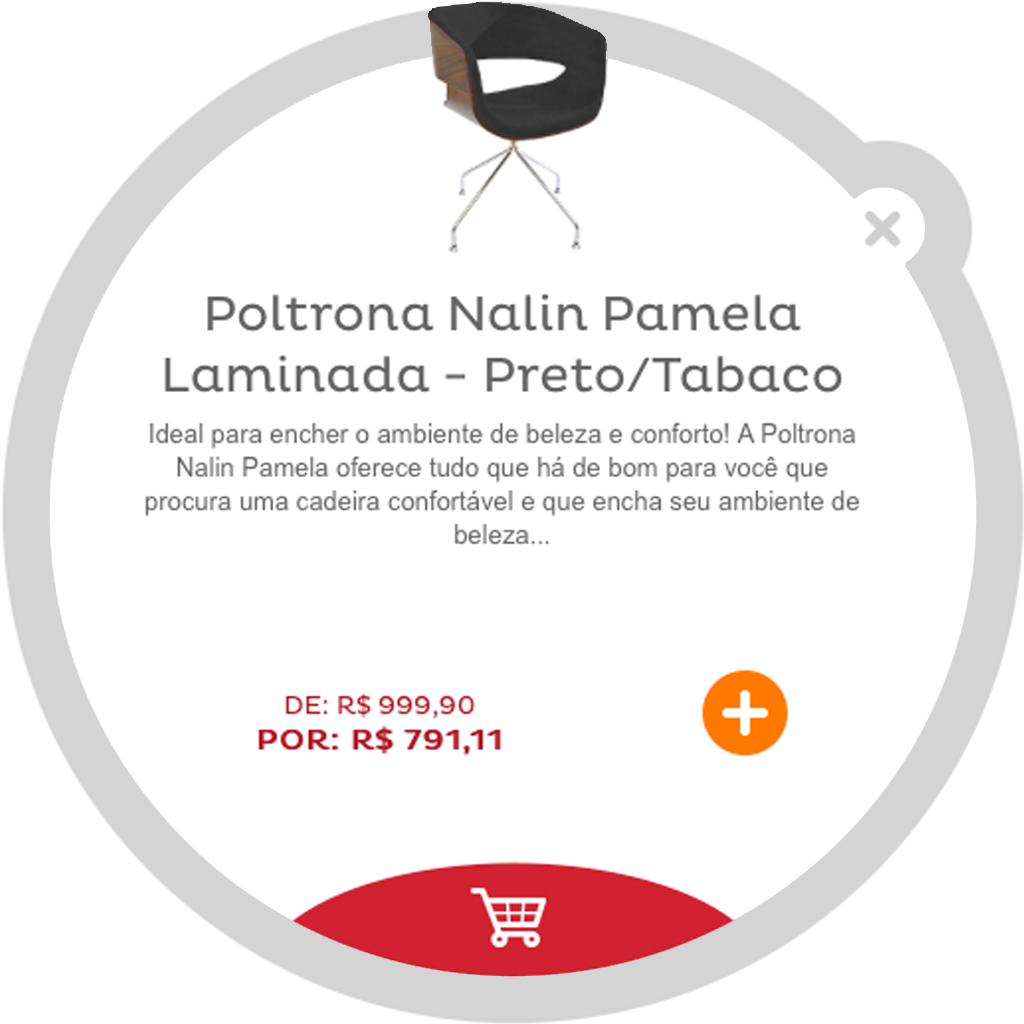 Poltrona Nalin Pamela
Laminada - Preto/Tabaco
Ideal para encher o ambiente de beleza e conforto! A Poltrona
Nalin Pamela oferece tudo que há de bom para você que
procura uma cadeira confortável e que encha seu ambiente de
beleza...
DE: R$ 999,90
POR: R$ 791,11